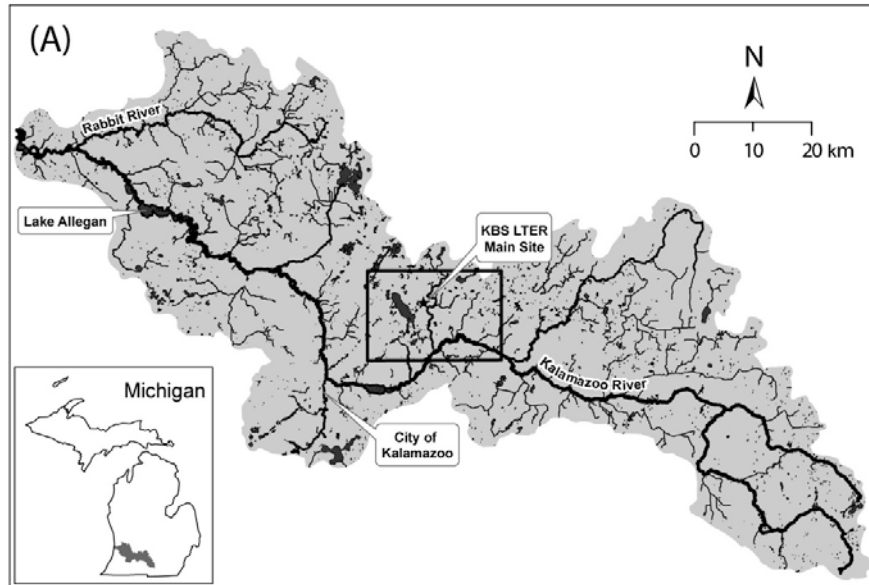 (A)
N
Rabbit River
0 10 20 km
Lake Allegan
KBS LTER
Main Site
Kalamazoo River
Michigan
City of
Kalamazoo